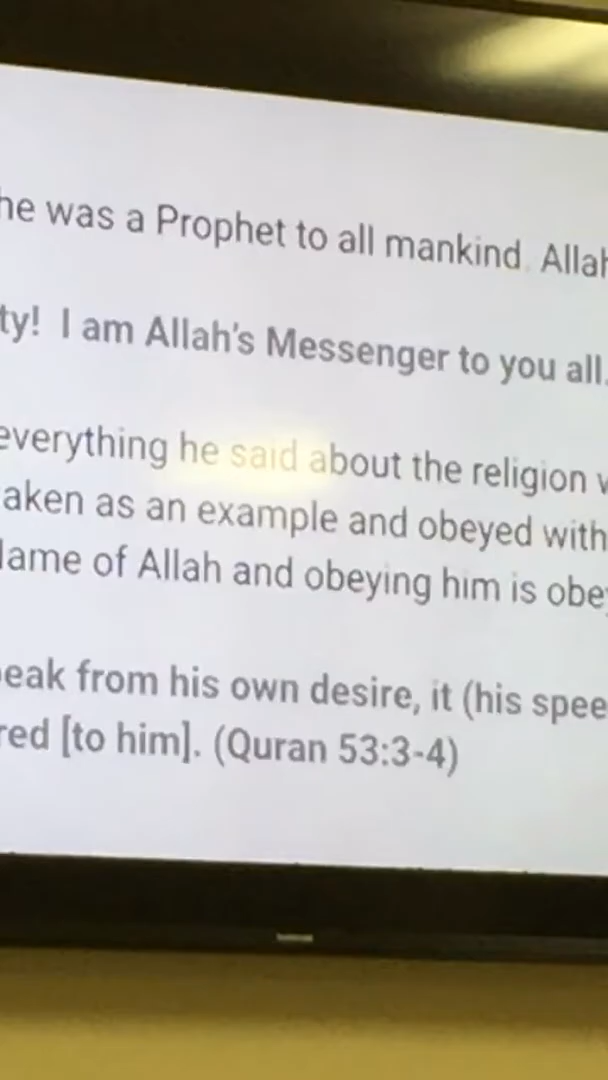 he was a Prophet to all mankind. Allah
ty! I am Allah's Messenger to you all.
everything he said about the religion
aken as an example and obeyed with
ame of Allah and obeying him is obe
eak from his own desire, it (his spee
red [to him]. (Quran 53:3-4)